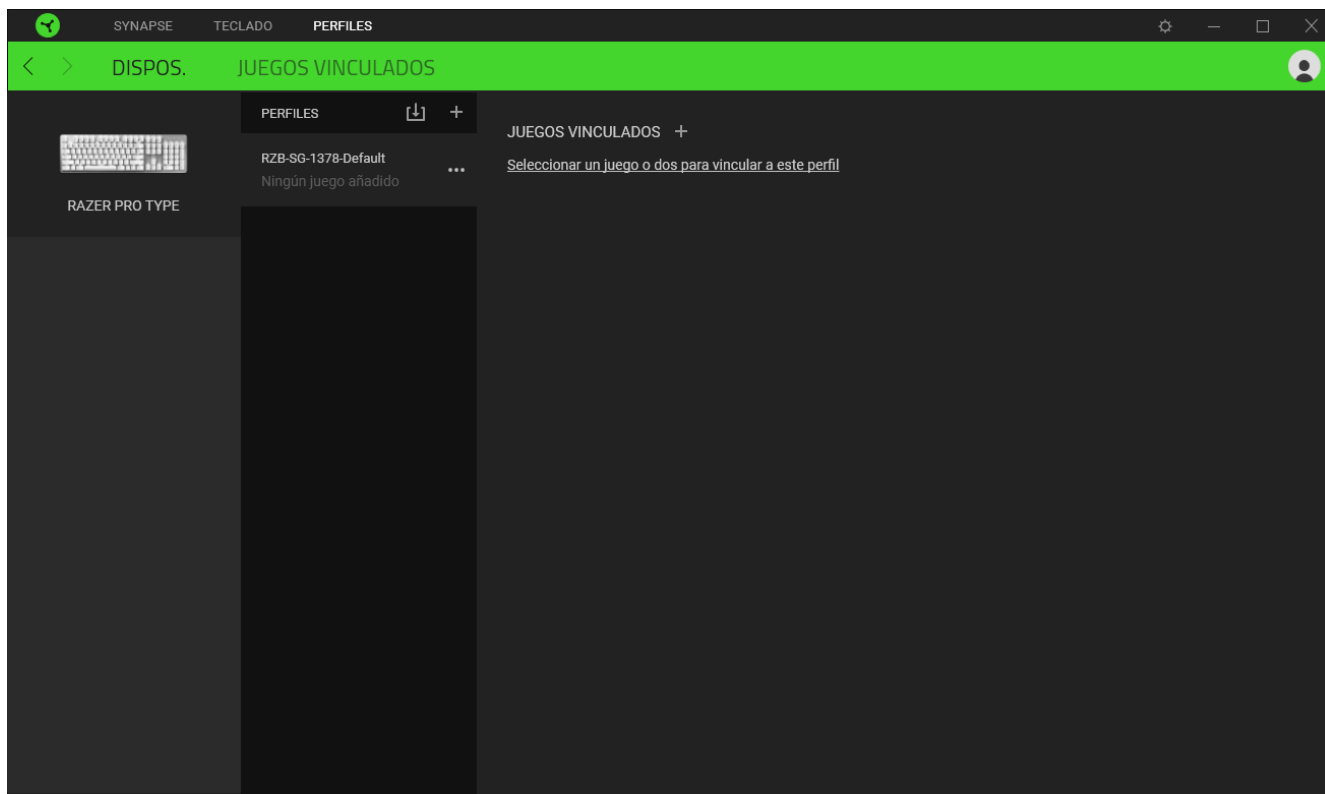 SYNAPSE TECLADO PERFILES
DISPOS. JUEGOS VINCULADOS
RAZER PRO TYPE
PERFILES
RZB-SG-1378-Default
Ningún juego añadido
JUEGOS VINCULADOS +
Seleccionar un juego o dos para vincular a este perfil